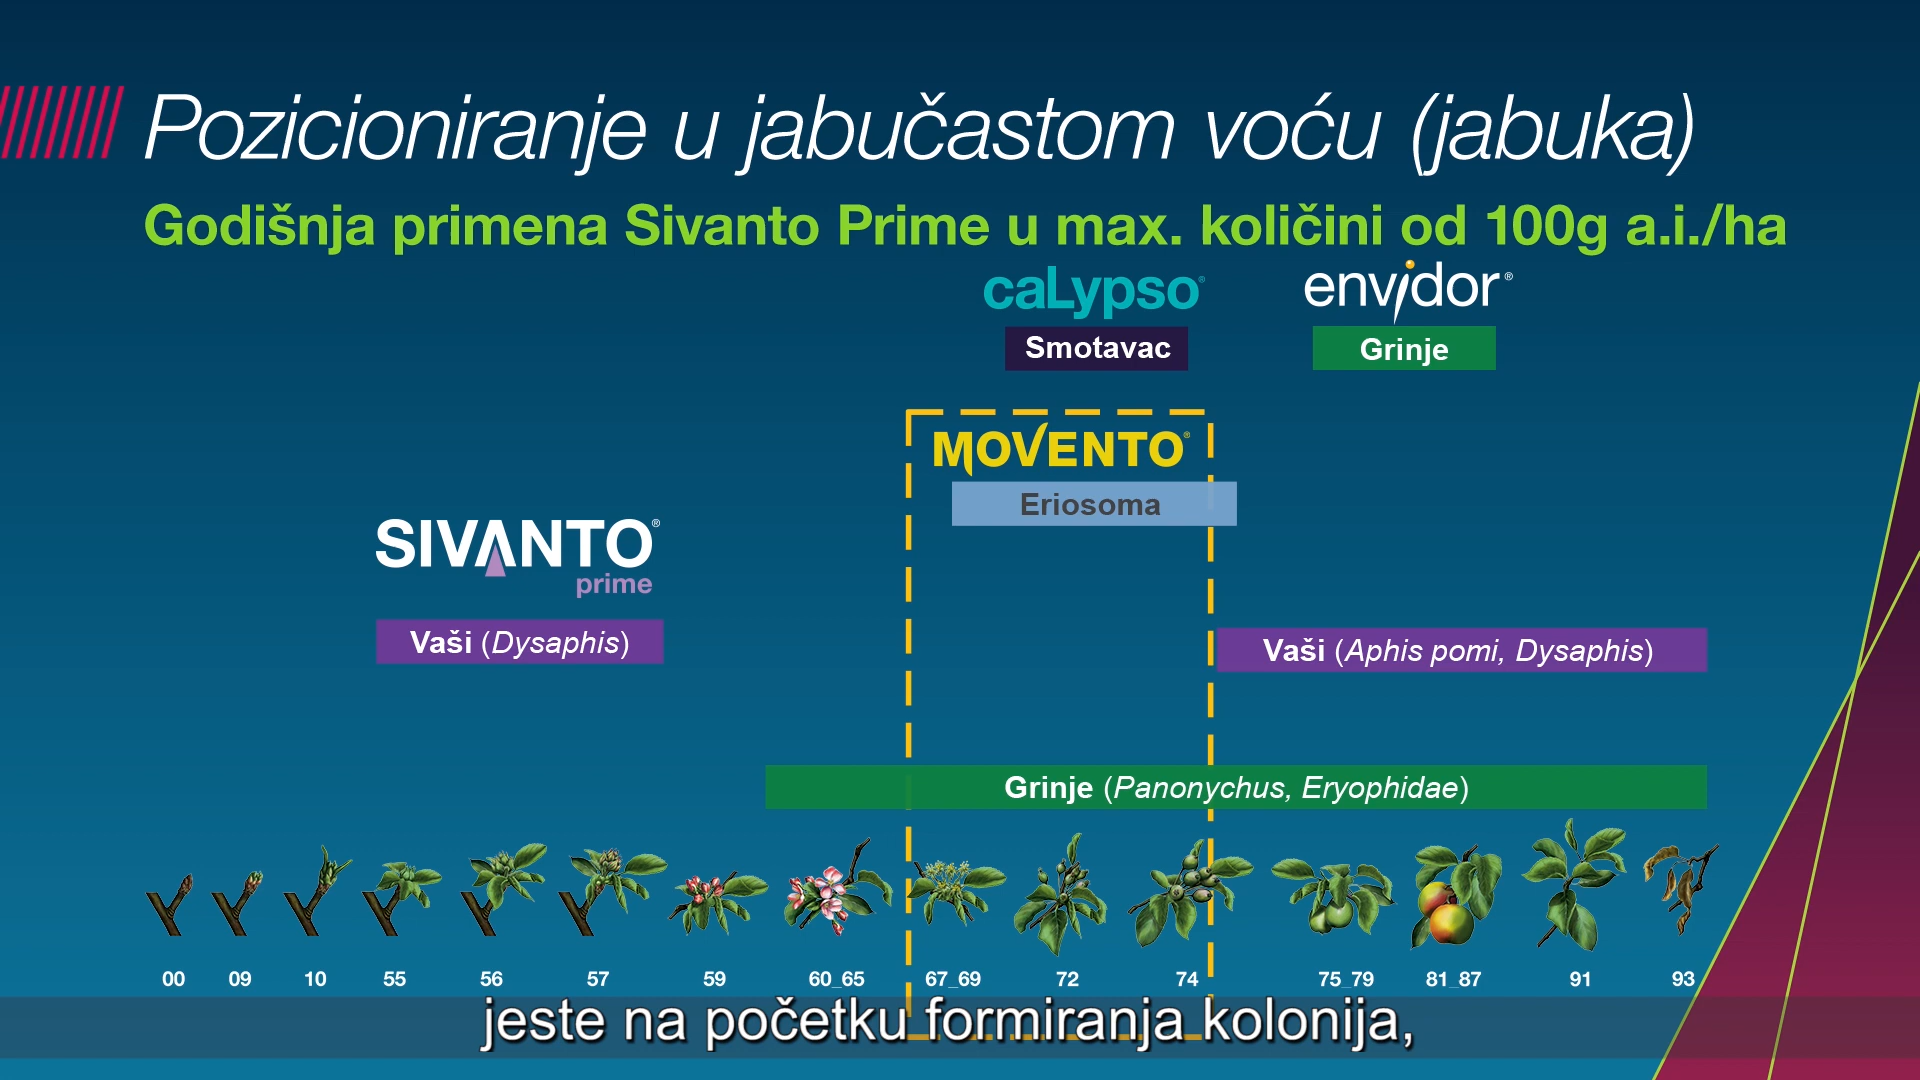 Pozicioniranje u jabučastom voću (jabuka)
Godišnja primena Sivanto Prime u max. količini od 100g a.i./ha
caLypso®
envidor®
Smotavac
Grinje
MOVENTO®
Eriosoma
SIVANTO®
prime
Vaši (Dysaphis)
Vaši (Aphis pomi, Dysaphis)
Grinje (Panonychus, Eryophidae)
00 09 10 55 56 57 59 60_65 67_69 72 74 75_79 81_87 91 93
jeste na početku formiranja kolonija,